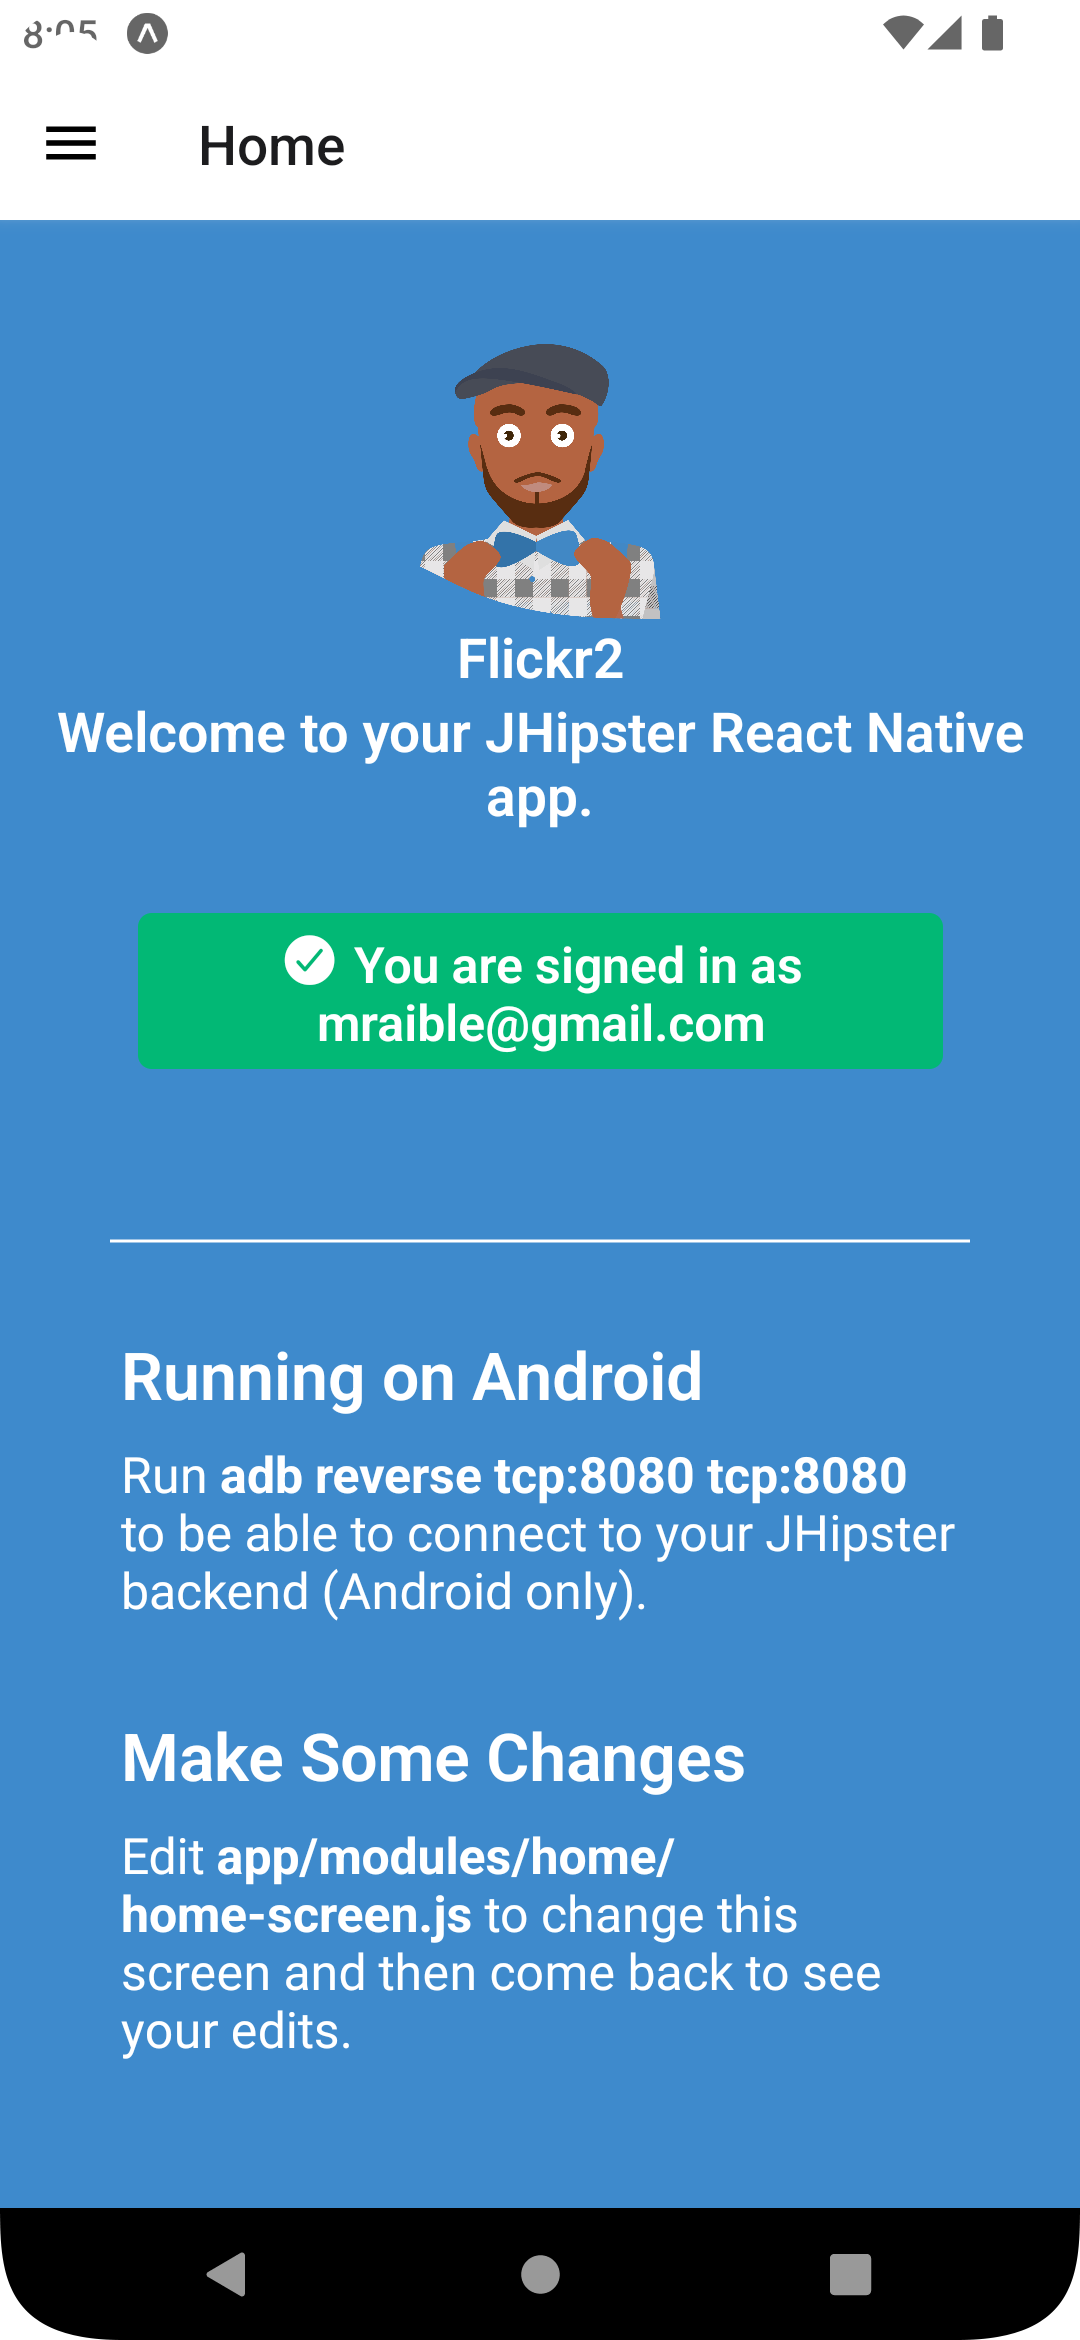 8:05
Home
Flickr2
Welcome to your JHipster React Native
app.
You are signed in as
mraible@gmail.com
Running on Android
Run adb reverse tcp:8080 tcp:8080
to be able to connect to your JHipster
backend (Android only).
Make Some Changes
Edit app/modules/home/
home-screen.js to change this
screen and then come back to see
your edits.